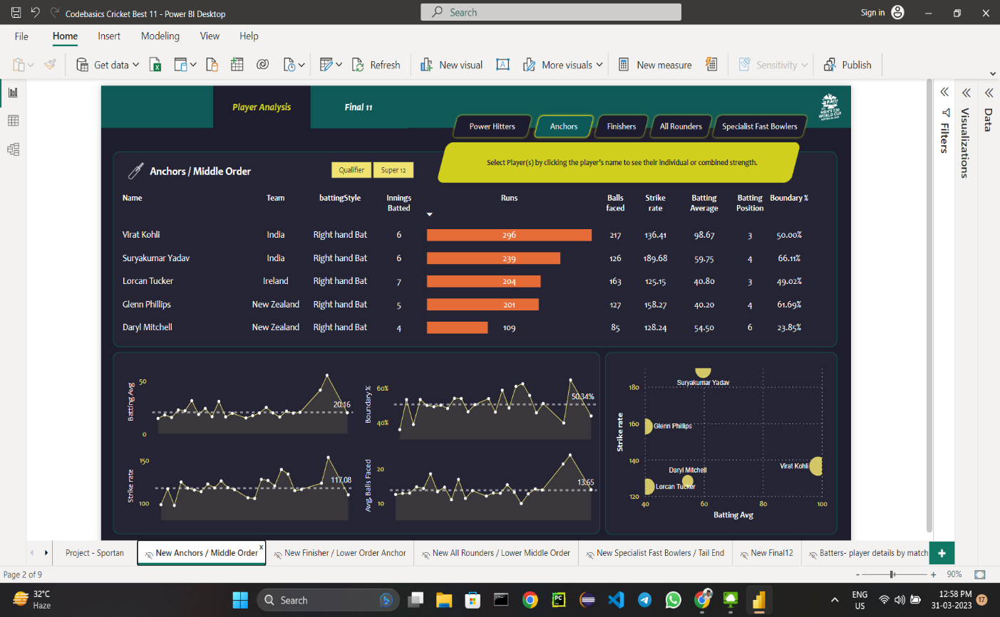 Codebasics Cricket Best 11 - Power BI Desktop
Search
Sign in
File Home Insert Modeling View Help
Get data Refresh New visual More visuals New measure Sensitivity Publish
Player Analysis
Final 11
ICC
MEN'S T20
WORLD CUP
Power Hitters Anchors Finishers All Rounders Specialist Fast Bowlers
Anchors / Middle Order
Qualifier Super 12
Select Player(s) by clicking the player's name to see their individual or combined strength.
Name Team battingStyle Innings Batted Runs Balls faced Strike rate Batting Average Batting Position Boundary %
Virat Kohli India Right hand Bat 6 296 217 136.41 98.67 3 50.00%
Suryakumar Yadav India Right hand Bat 6 239 126 189.68 59.75 4 66.11%
Lorcan Tucker Ireland Right hand Bat 7 204 163 125.15 40.80 3 49.02%
Glenn Phillips New Zealand Right hand Bat 5 201 127 158.27 40.20 4 61.69%
Daryl Mitchell New Zealand Right hand Bat 4 109 85 128.24 54.50 6 23.85%
Batting Avg
50
0
20.16
Boundary %
60%
40%
50.34%
Strike rate
150
100
117.08
Avg. Balls Faced
20
10
13.65
Strike rate
180
160
140
120
Suryakumar Yadav
Glenn Phillips
Virat Kohli
Daryl Mitchell
Lorcan Tucker
40 60 80 100
Batting Avg
Filters
Visualizations
Data
Project - Sportan
New Anchors / Middle Order x
New Finisher / Lower Order Anchor
New All Rounders / Lower Middle Order
New Specialist Fast Bowlers / Tail End
New Final12
Batters- player details by match
+
Page 2 of 9
- + 90%
32°C
Haze
Search
PC
ENG
US
12:58 PM
31-03-2023
17